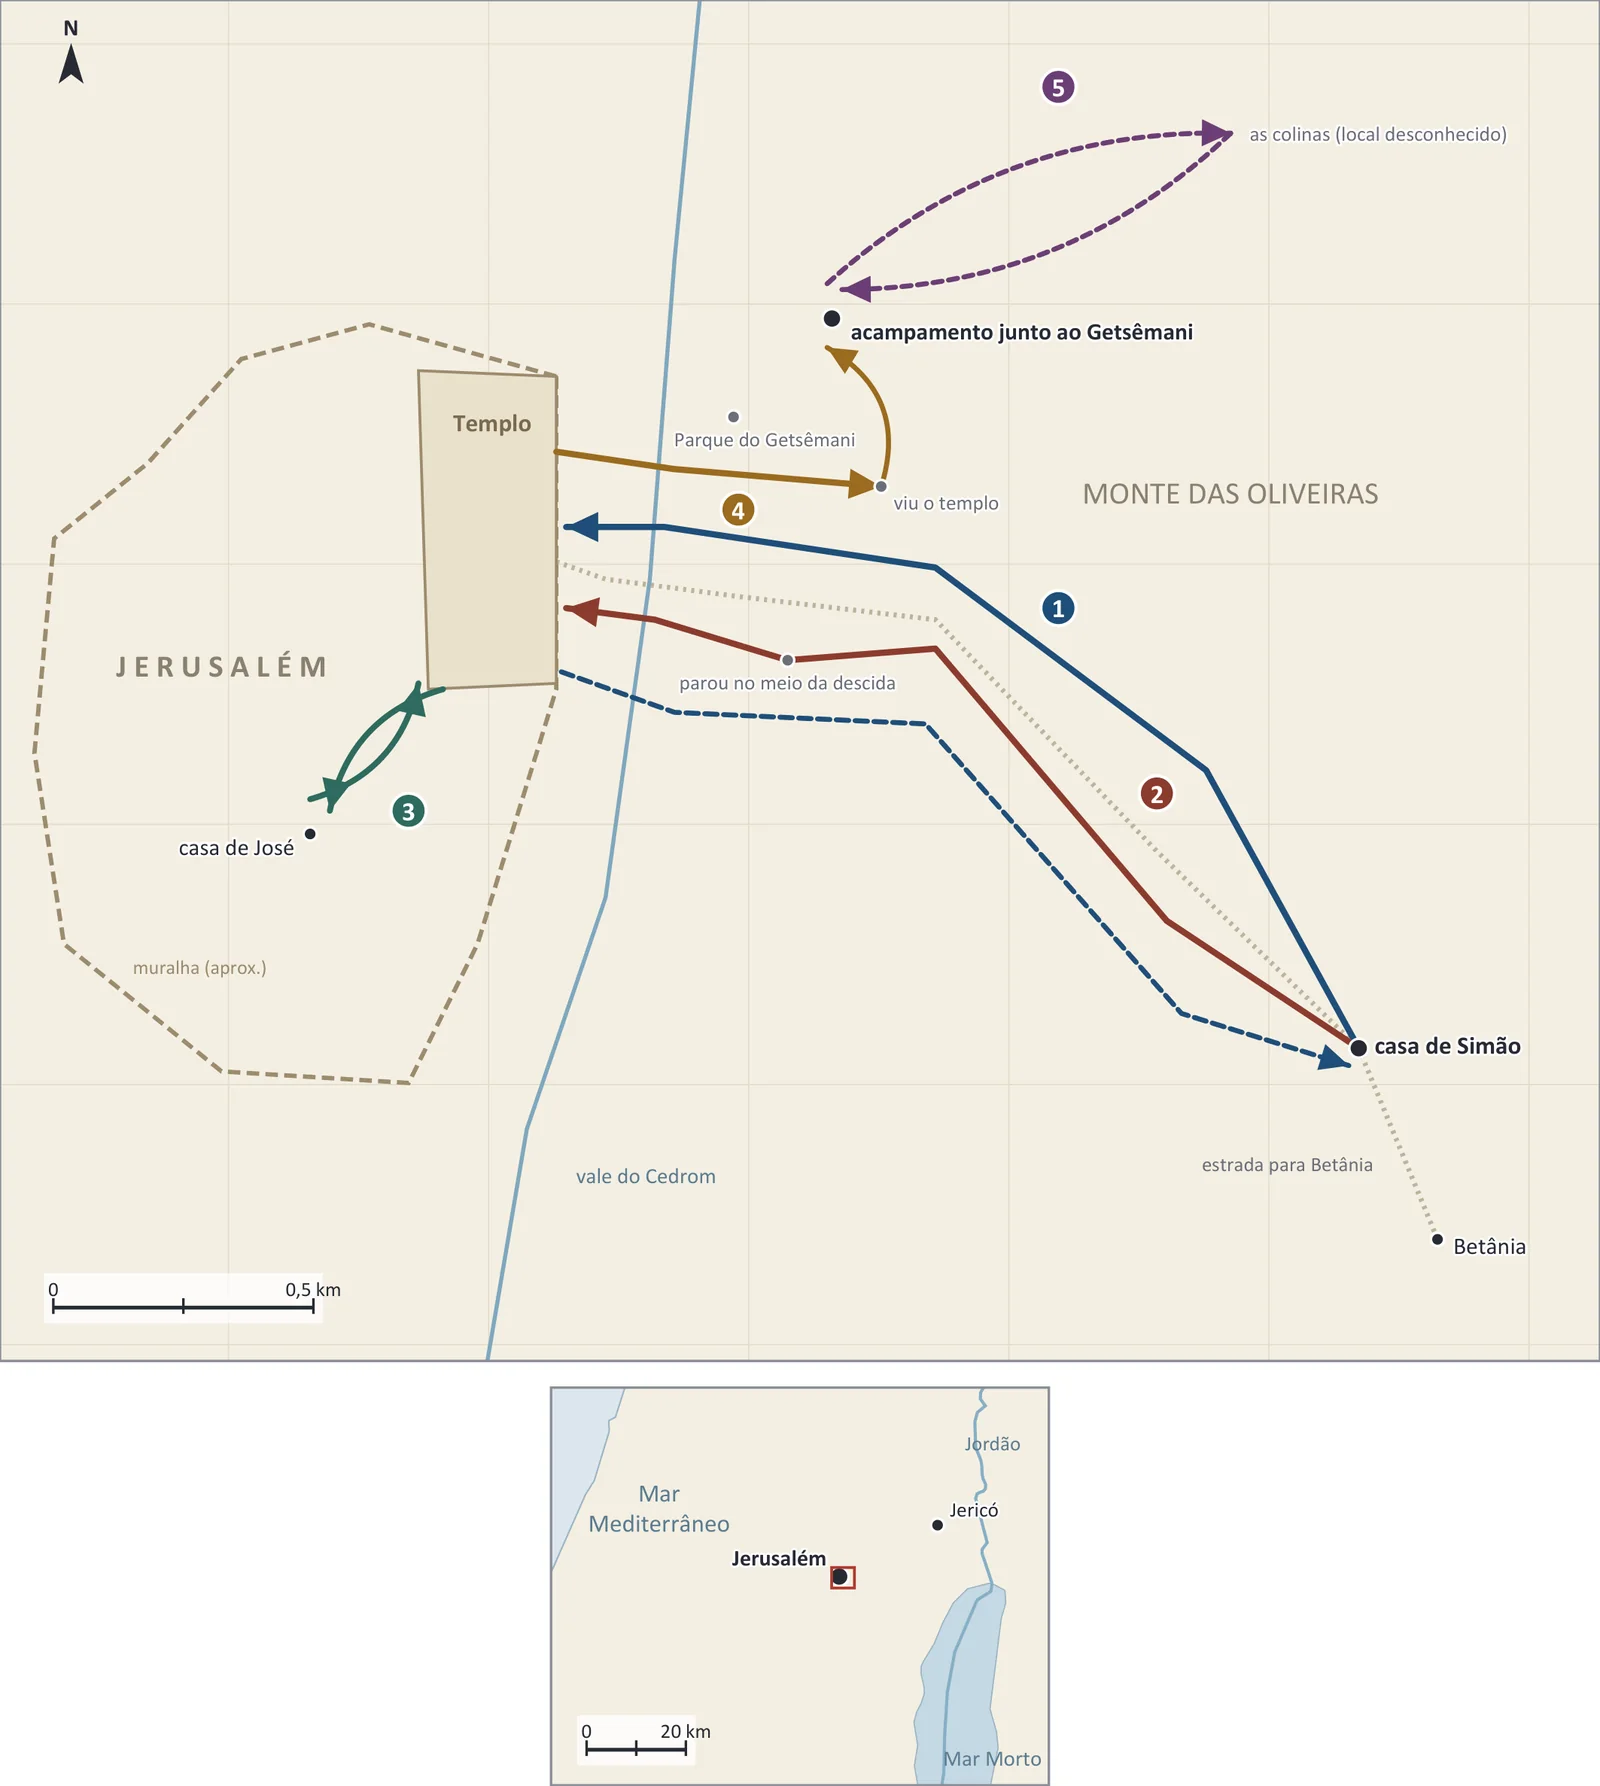 N
5
as colinas (local desconhecido)
acampamento junto ao Getsêmani
Templo
Parque do Getsêmani
viu o templo
MONTE DAS OLIVEIRAS
4
1
JERUSALÉM
parou no meio da descida
2
3
casa de José
muralha (aprox.)
casa de Simão
vale do Cedrom
estrada para Betânia
Betânia
0 0,5 km
Jordão
Mar
Mediterrâneo
Jericó
Jerusalém
0 20 km
Mar Morto